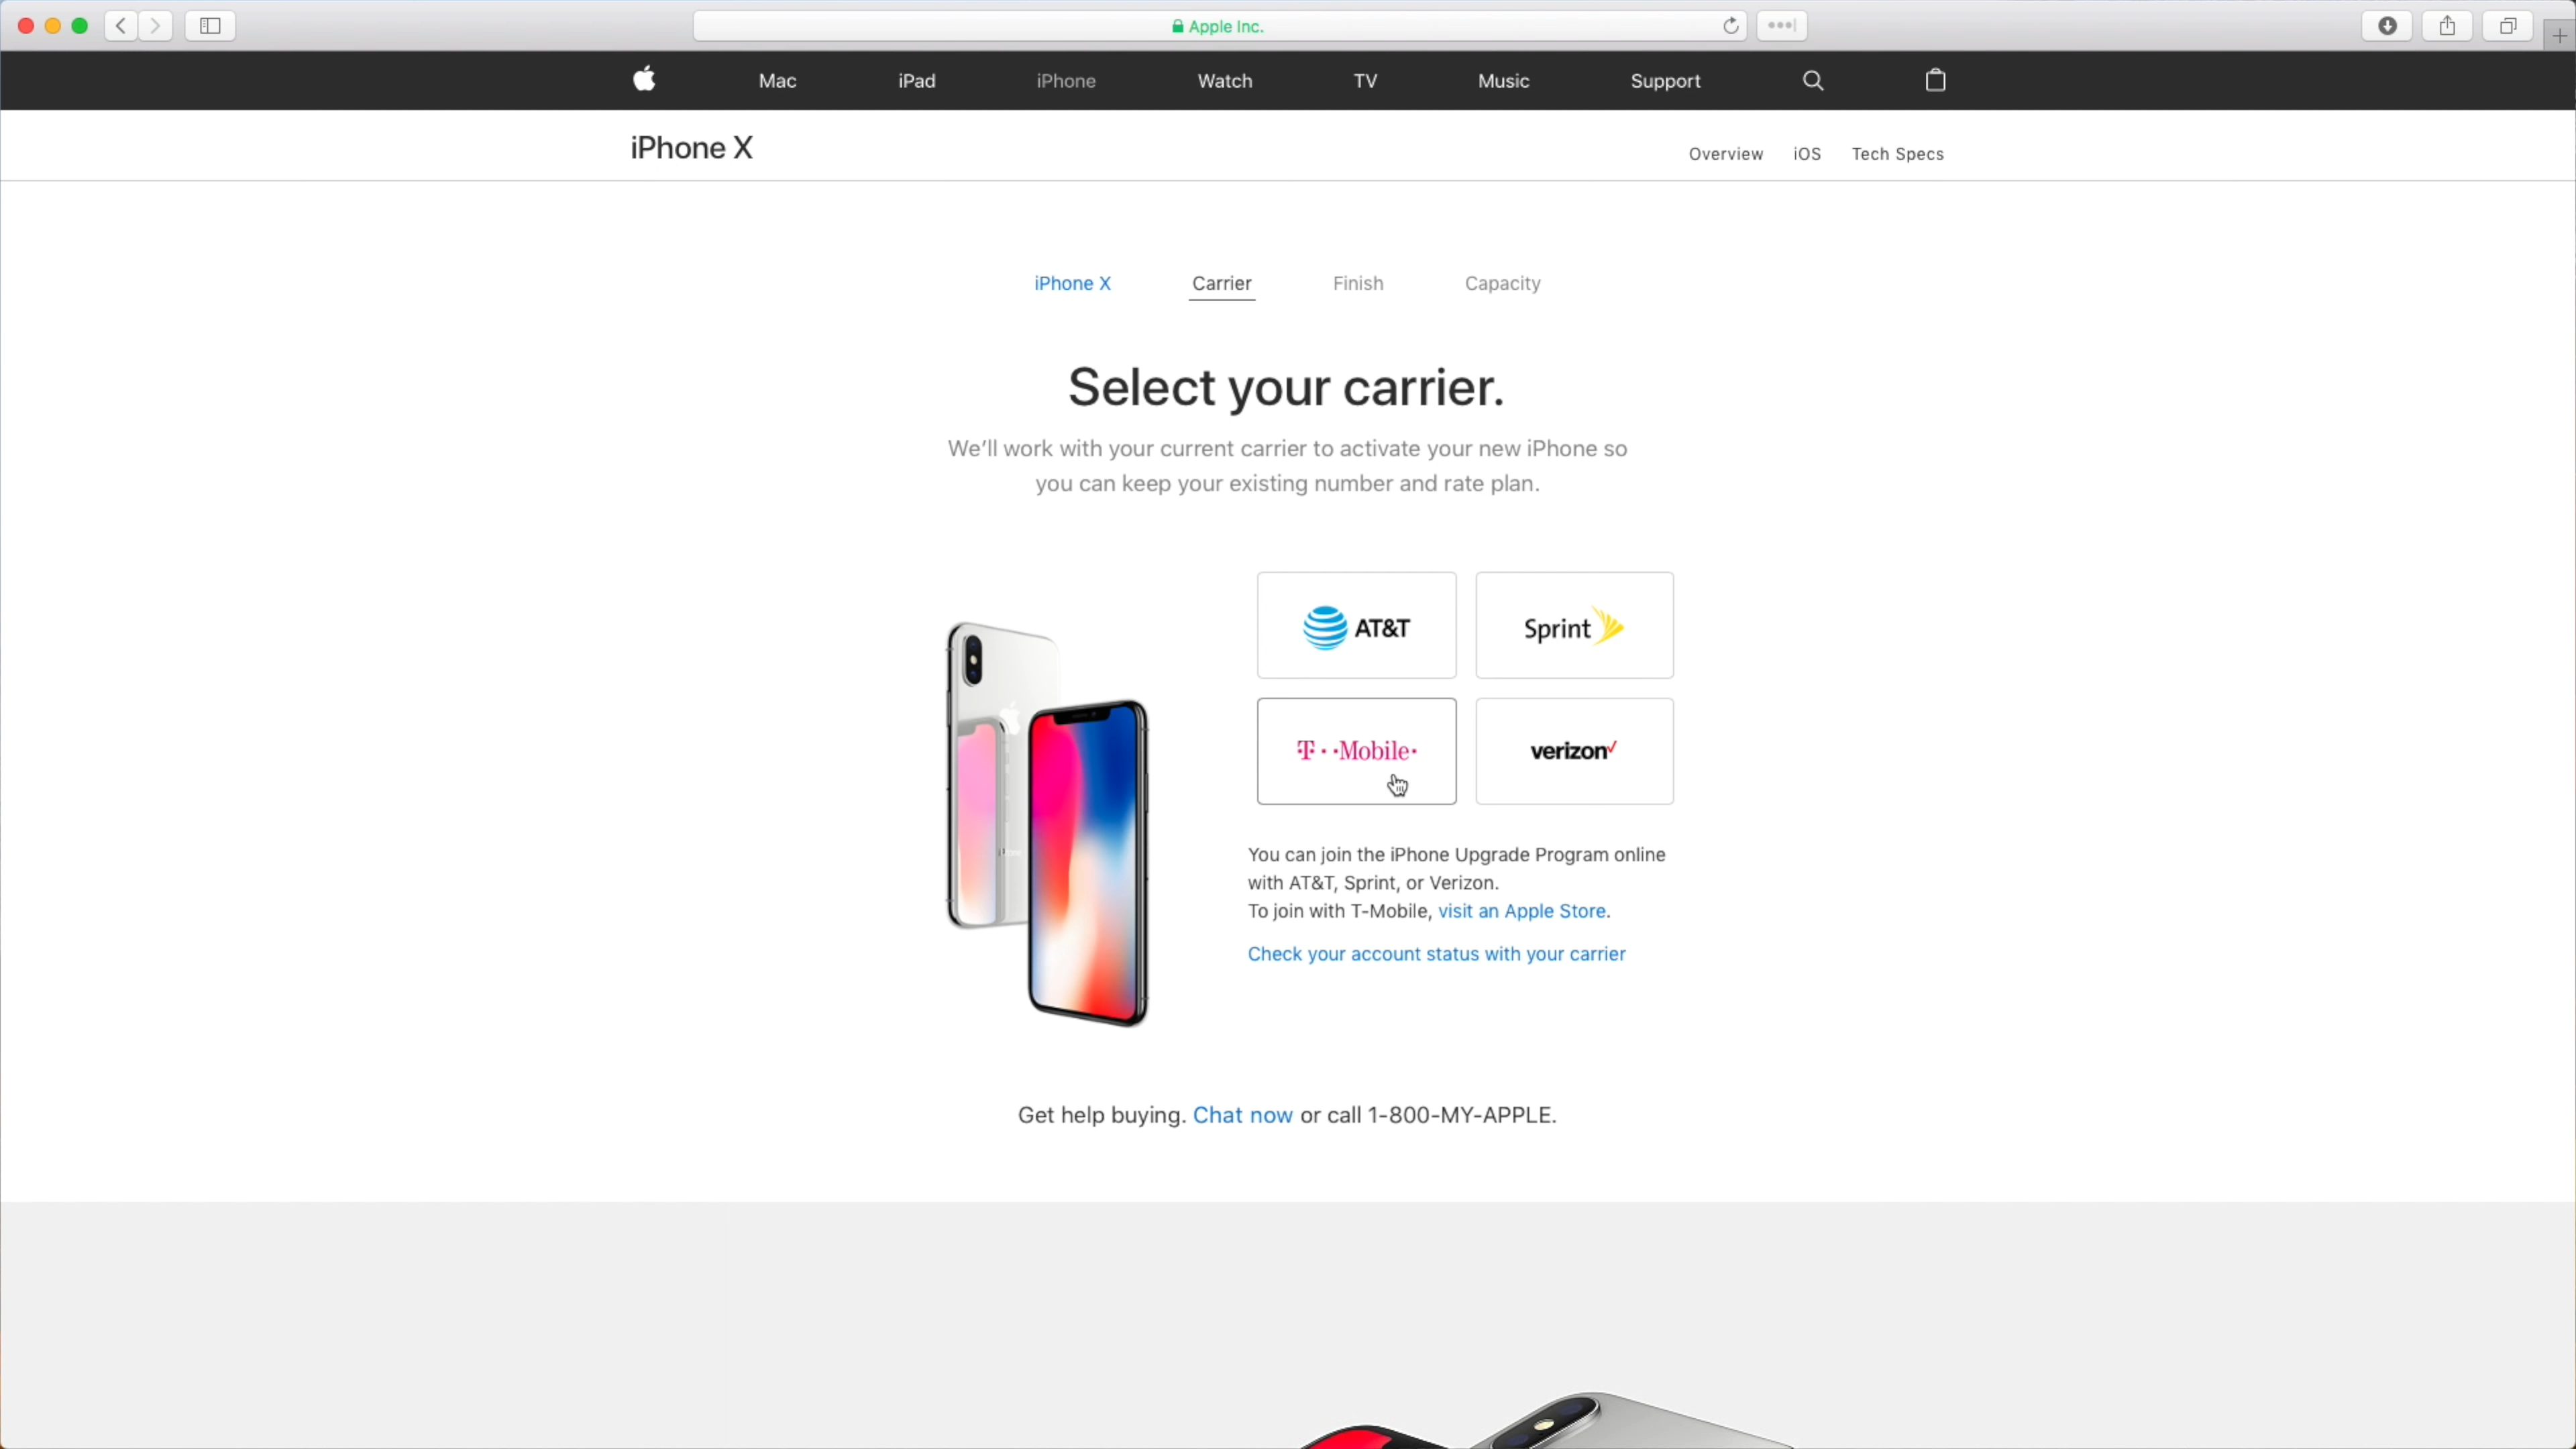 Apple Inc.
Mac iPad iPhone Watch TV Music Support
iPhone X
Overview iOS Tech Specs
iPhone X Carrier Finish Capacity
Select your carrier.
We'll work with your current carrier to activate your new iPhone so
you can keep your existing number and rate plan.
AT&T Sprint
T··Mobile· verizon✓
You can join the iPhone Upgrade Program online
with AT&T, Sprint, or Verizon.
To join with T-Mobile, visit an Apple Store.
Check your account status with your carrier
Get help buying. Chat now or call 1-800-MY-APPLE.